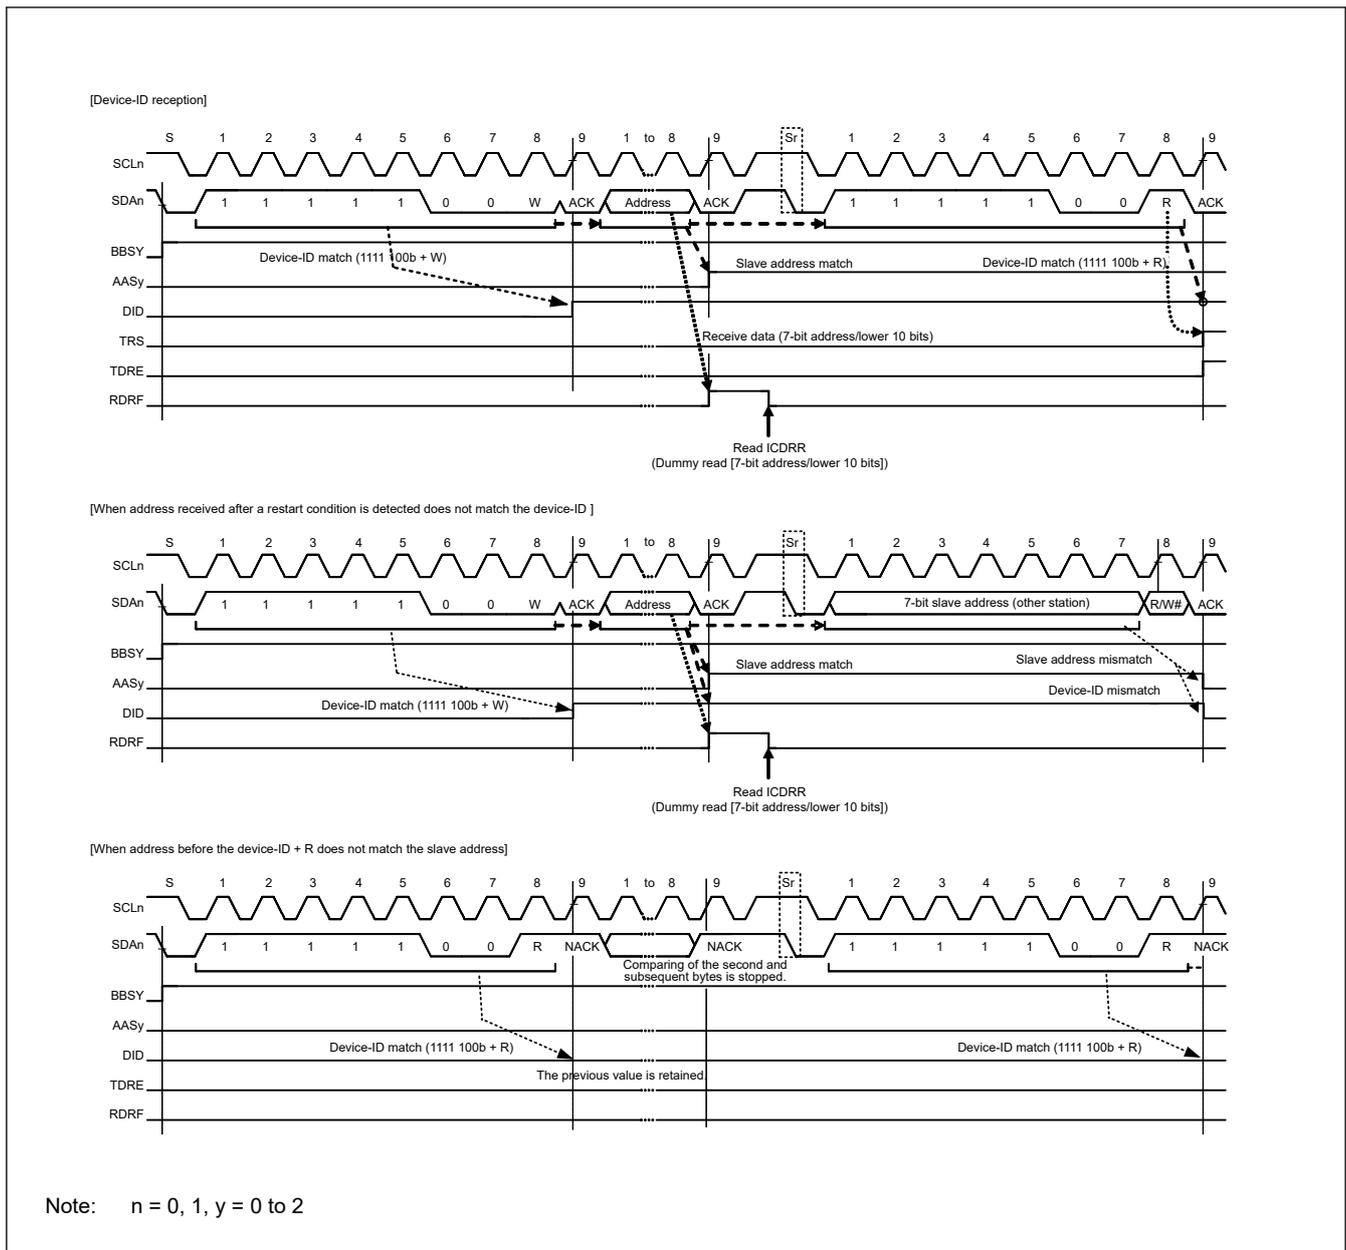 [Device-ID reception]
S 1 2 3 4 5 6 7 8 9 1 to 8 9 Sr 1 2 3 4 5 6 7 8 9
SCLn
SDAn 1 1 1 1 1 0 0 W ACK Address ACK 1 1 1 1 1 0 0 R ACK
BBSY
Device-ID match (1111 100b + W)
Slave address match
Device-ID match (1111 100b + R)
AASy
DID
TRS
Receive data (7-bit address/lower 10 bits)
TDRE
RDRF
Read ICDRR
(Dummy read [7-bit address/lower 10 bits])
[When address received after a restart condition is detected does not match the device-ID ]
S 1 2 3 4 5 6 7 8 9 1 to 8 9 Sr 1 2 3 4 5 6 7 8 9
SCLn
SDAn 1 1 1 1 1 0 0 W ACK Address ACK 7-bit slave address (other station) R/W# ACK
BBSY
Slave address match
Slave address mismatch
AASy
Device-ID mismatch
Device-ID match (1111 100b + W)
DID
RDRF
Read ICDRR
(Dummy read [7-bit address/lower 10 bits])
[When address before the device-ID + R does not match the slave address]
S 1 2 3 4 5 6 7 8 9 1 to 8 9 Sr 1 2 3 4 5 6 7 8 9
SCLn
SDAn 1 1 1 1 1 0 0 R NACK NACK 1 1 1 1 1 0 0 R NACK
Comparing of the second and
subsequent bytes is stopped.
BBSY
AASy
Device-ID match (1111 100b + R)
Device-ID match (1111 100b + R)
DID
The previous value is retained.
TDRE
RDRF
Note: n = 0, 1, y = 0 to 2